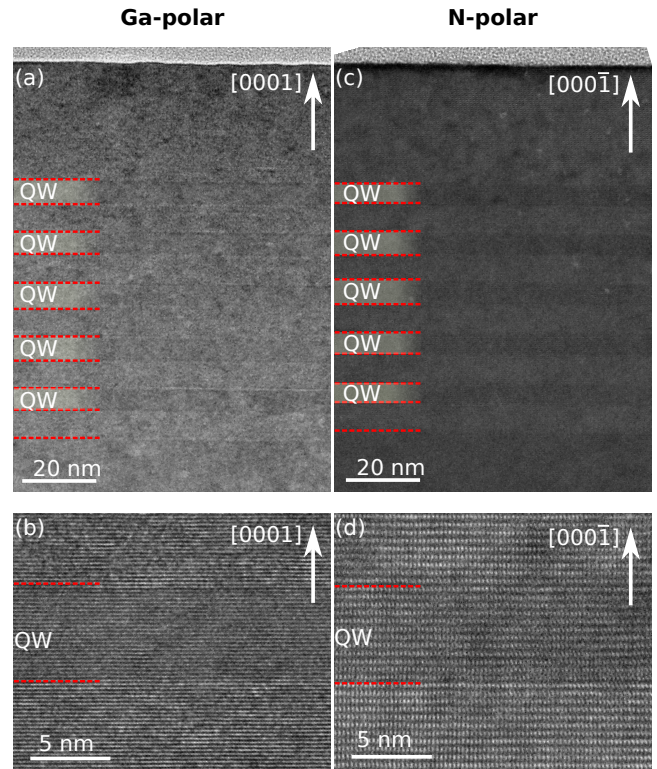 Ga-polar
N-polar
(a)
[0001]
QW
QW
QW
QW
QW
20 nm
(c)
[0001̄]
QW
QW
QW
QW
QW
20 nm
(b)
[0001]
QW
5 nm
(d)
[0001̄]
QW
5 nm